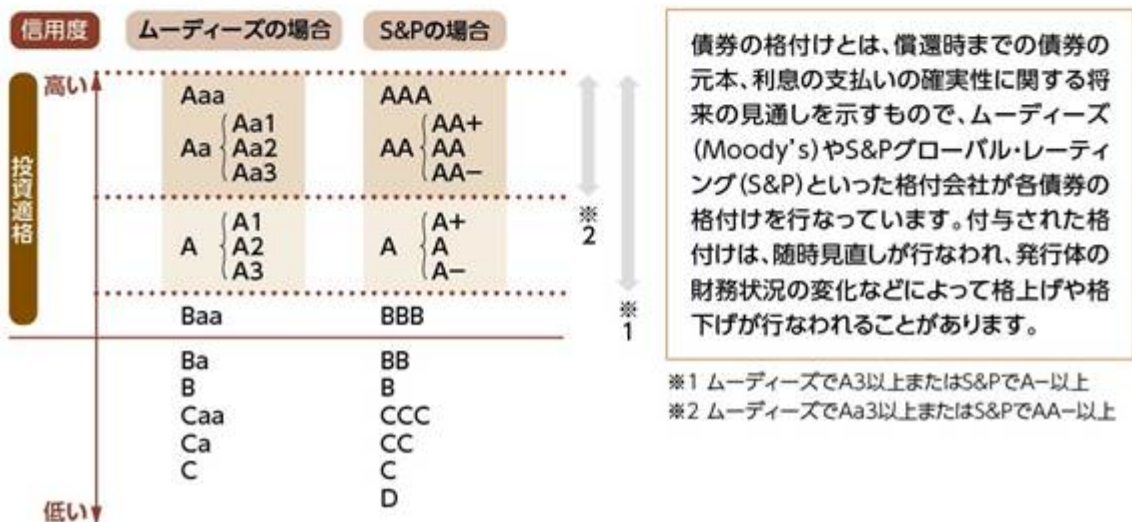 信用度 ムーディーズの場合 S&Pの場合
高い
投資適格
Aaa AAA
Aa Aa1 Aa2 Aa3 AA AA+ AA AA−
A A1 A2 A3 A A+ A A−
Baa BBB
Ba BB
B B
Caa CCC
Ca CC
C C
D
低い
※2
※1
債券の格付けとは、償還時までの債券の
元本、利息の支払いの確実性に関する将
来の見通しを示すもので、ムーディーズ
(Moody's)やS&Pグローバル・レーティ
ング(S&P)といった格付会社が各債券の
格付けを行なっています。付与された格
付けは、随時見直しが行なわれ、発行体の
財務状況の変化などによって格上げや格
下げが行なわれることがあります。
※1 ムーディーズでA3以上またはS&PでA−以上
※2 ムーディーズでAa3以上またはS&PでAA−以上